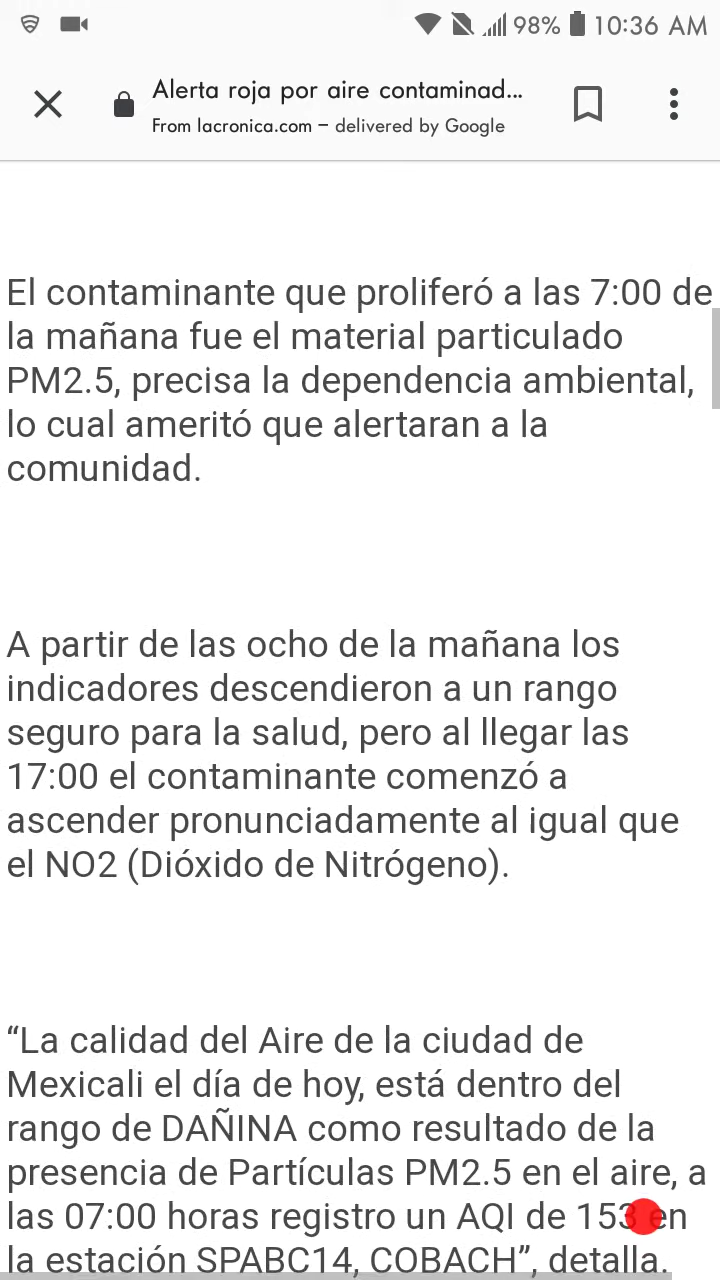 98% 10:36 AM
Alerta roja por aire contaminad...
From lacronica.com – delivered by Google
El contaminante que proliferó a las 7:00 de
la mañana fue el material particulado
PM2.5, precisa la dependencia ambiental,
lo cual ameritó que alertaran a la
comunidad.
A partir de las ocho de la mañana los
indicadores descendieron a un rango
seguro para la salud, pero al llegar las
17:00 el contaminante comenzó a
ascender pronunciadamente al igual que
el NO2 (Dióxido de Nitrógeno).
“La calidad del Aire de la ciudad de
Mexicali el día de hoy, está dentro del
rango de DAÑINA como resultado de la
presencia de Partículas PM2.5 en el aire, a
las 07:00 horas registro un AQI de 153 en
la estación SPABC14, COBACH”, detalla.